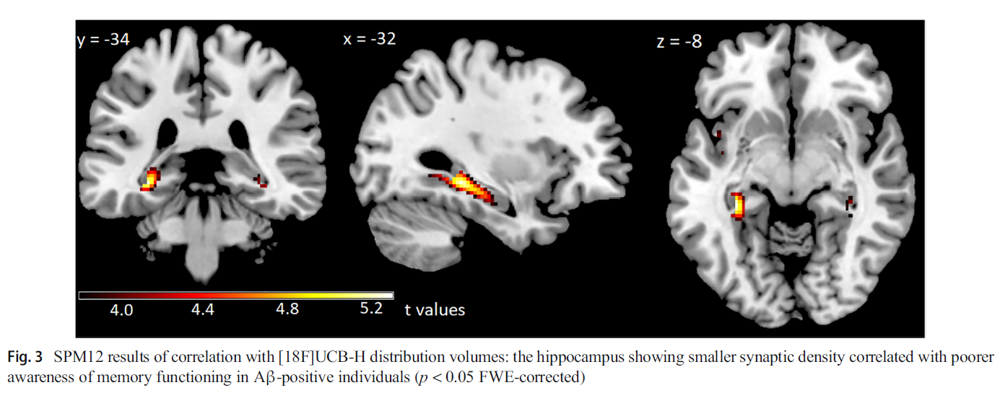 y = -34
x = -32
z = -8
4.0 4.4 4.8 5.2 t values
Fig. 3 SPM12 results of correlation with [18F]UCB-H distribution volumes: the hippocampus showing smaller synaptic density correlated with poorer
awareness of memory functioning in Aβ-positive individuals (p < 0.05 FWE-corrected)